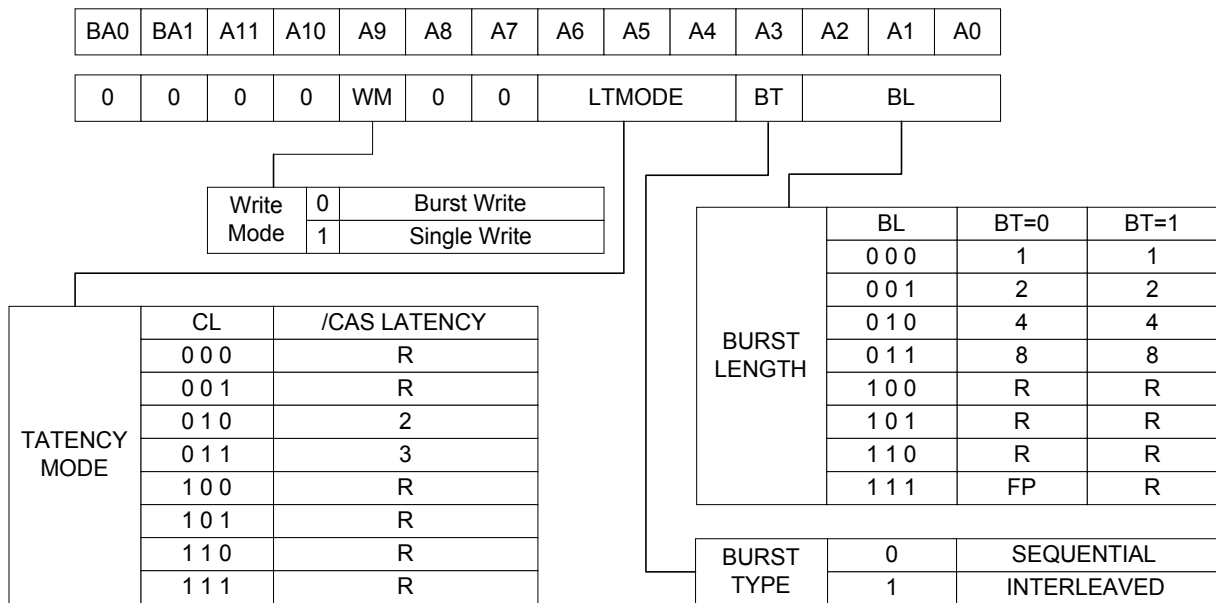 BA0 BA1 A11 A10 A9 A8 A7 A6 A5 A4 A3 A2 A1 A0
0 0 0 0 WM 0 0 LTMODE BT BL
Write Mode
0 Burst Write
1 Single Write
TATENCY MODE
CL /CAS LATENCY
0 0 0 R
0 0 1 R
0 1 0 2
0 1 1 3
1 0 0 R
1 0 1 R
1 1 0 R
1 1 1 R
BURST LENGTH
BL BT=0 BT=1
0 0 0 1 1
0 0 1 2 2
0 1 0 4 4
0 1 1 8 8
1 0 0 R R
1 0 1 R R
1 1 0 R R
1 1 1 FP R
BURST TYPE
0 SEQUENTIAL
1 INTERLEAVED